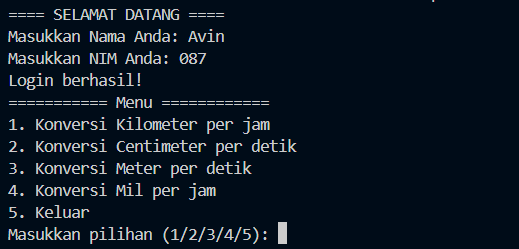 ==== SELAMAT DATANG ====
Masukkan Nama Anda: Avin
Masukkan NIM Anda: 087
Login berhasil!
=========== Menu ============
1. Konversi Kilometer per jam
2. Konversi Centimeter per detik
3. Konversi Meter per detik
4. Konversi Mil per jam
5. Keluar
Masukkan pilihan (1/2/3/4/5):